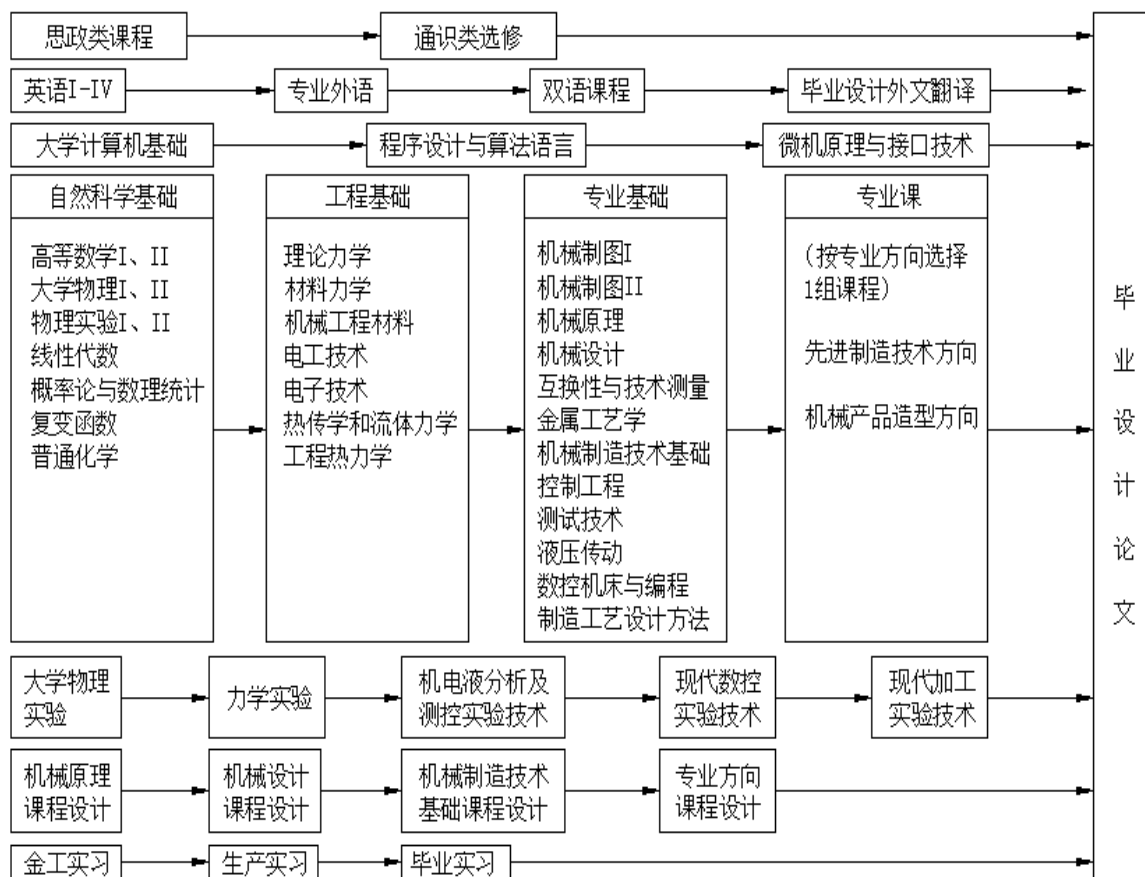 思政类课程
通识类选修
英语I-IV
专业外语
双语课程
毕业设计外文翻译
大学计算机基础
程序设计与算法语言
微机原理与接口技术
自然科学基础
高等数学I、II
大学物理I、II
物理实验I、II
线性代数
概率论与数理统计
复变函数
普通化学
工程基础
理论力学
材料力学
机械工程材料
电工技术
电子技术
热传学和流体力学
工程热力学
专业基础
机械制图I
机械制图II
机械原理
机械设计
互换性与技术测量
金属工艺学
机械制造技术基础
控制工程
测试技术
液压传动
数控机床与编程
制造工艺设计方法
专业课
(按专业方向选择
1组课程)
先进制造技术方向
机械产品造型方向
大学物理
实验
力学实验
机电液分析及
测控实验技术
现代数控
实验技术
现代加工
实验技术
机械原理
课程设计
机械设计
课程设计
机械制造技术
基础课程设计
专业方向
课程设计
金工实习
生产实习
毕业实习
毕业设计论文